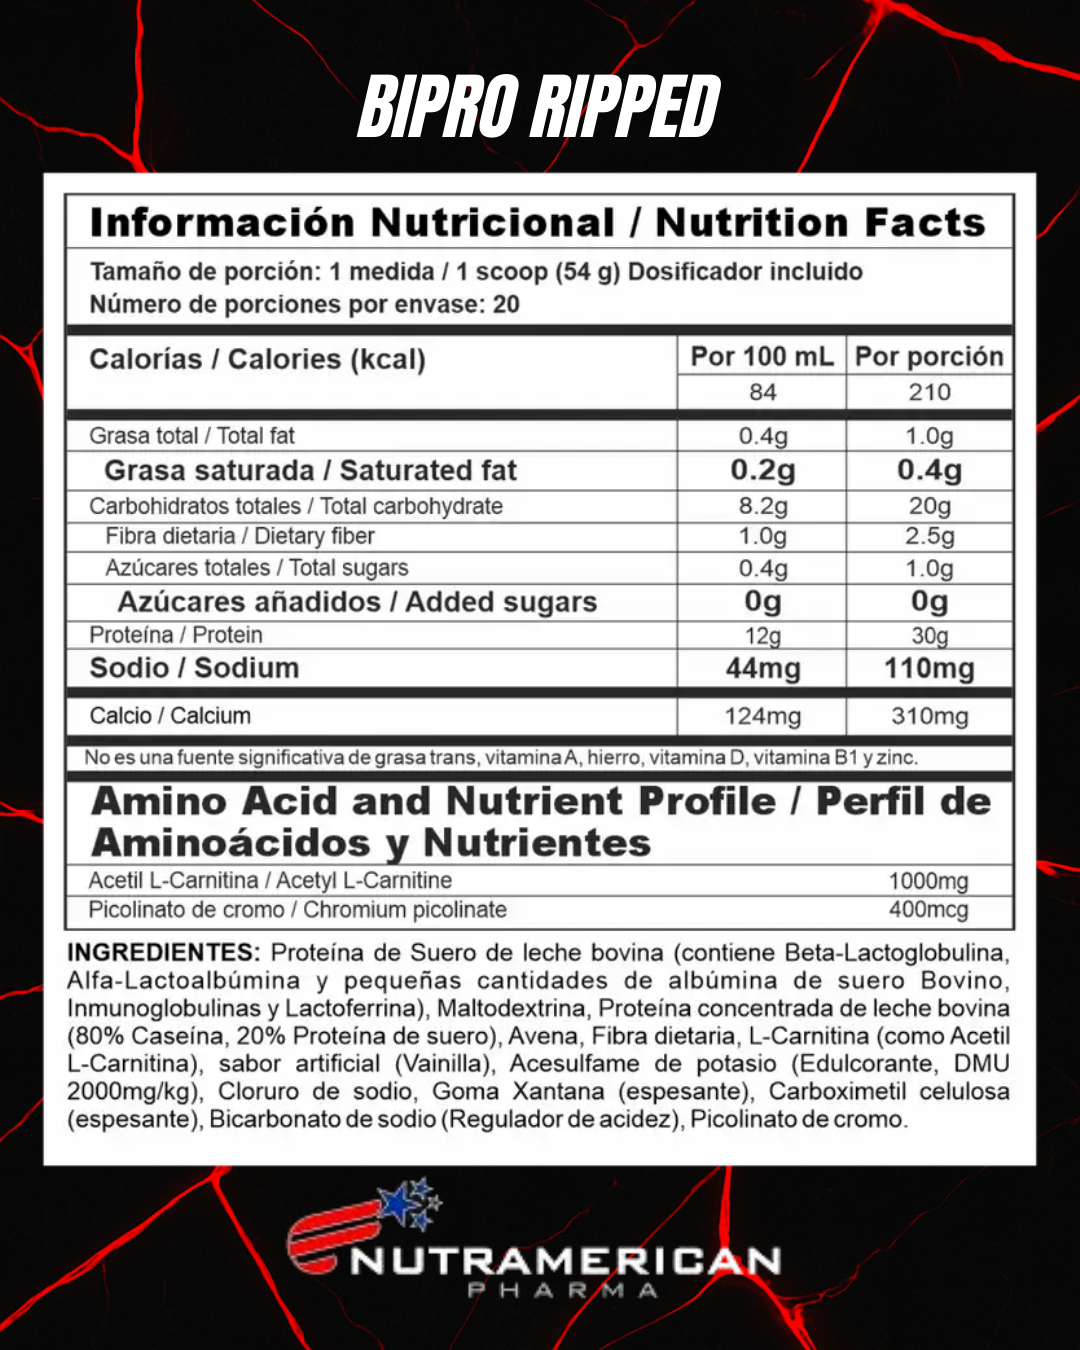 BIPRO RIPPED
Información Nutricional / Nutrition Facts
Tamaño de porción: 1 medida / 1 scoop (54 g) Dosificador incluido
Número de porciones por envase: 20
Calorías / Calories (kcal) Por 100 mL Por porción
84 210
Grasa total / Total fat 0.4g 1.0g
Grasa saturada / Saturated fat 0.2g 0.4g
Carbohidratos totales / Total carbohydrate 8.2g 20g
Fibra dietaria / Dietary fiber 1.0g 2.5g
Azúcares totales / Total sugars 0.4g 1.0g
Azúcares añadidos / Added sugars 0g 0g
Proteína / Protein 12g 30g
Sodio / Sodium 44mg 110mg
Calcio / Calcium 124mg 310mg
No es una fuente significativa de grasa trans, vitamina A, hierro, vitamina D, vitamina B1 y zinc.
Amino Acid and Nutrient Profile / Perfil de
Aminoácidos y Nutrientes
Acetil L-Carnitina / Acetyl L-Carnitine 1000mg
Picolinato de cromo / Chromium picolinate 400mcg
INGREDIENTES: Proteína de Suero de leche bovina (contiene Beta-Lactoglobulina,
Alfa-Lactoalbúmina y pequeñas cantidades de albúmina de suero Bovino,
Inmunoglobulinas y Lactoferrina), Maltodextrina, Proteína concentrada de leche bovina
(80% Caseína, 20% Proteína de suero), Avena, Fibra dietaria, L-Carnitina (como Acetil
L-Carnitina), sabor artificial (Vainilla), Acesulfame de potasio (Edulcorante, DMU
2000mg/kg), Cloruro de sodio, Goma Xantana (espesante), Carboximetil celulosa
(espesante), Bicarbonato de sodio (Regulador de acidez), Picolinato de cromo.
NUTRAMERICAN
PHARMA